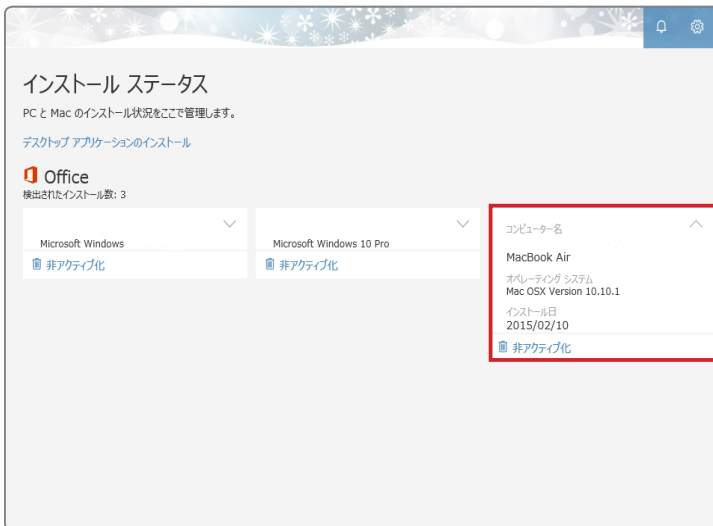 インストール ステータス
PC と Mac のインストール状況をここで管理します。
デスクトップ アプリケーションのインストール
Office
検出されたインストール数: 3
Microsoft Windows
非アクティブ化
Microsoft Windows 10 Pro
非アクティブ化
コンピューター名
MacBook Air
オペレーティング システム
Mac OSX Version 10.10.1
インストール日
2015/02/10
非アクティブ化